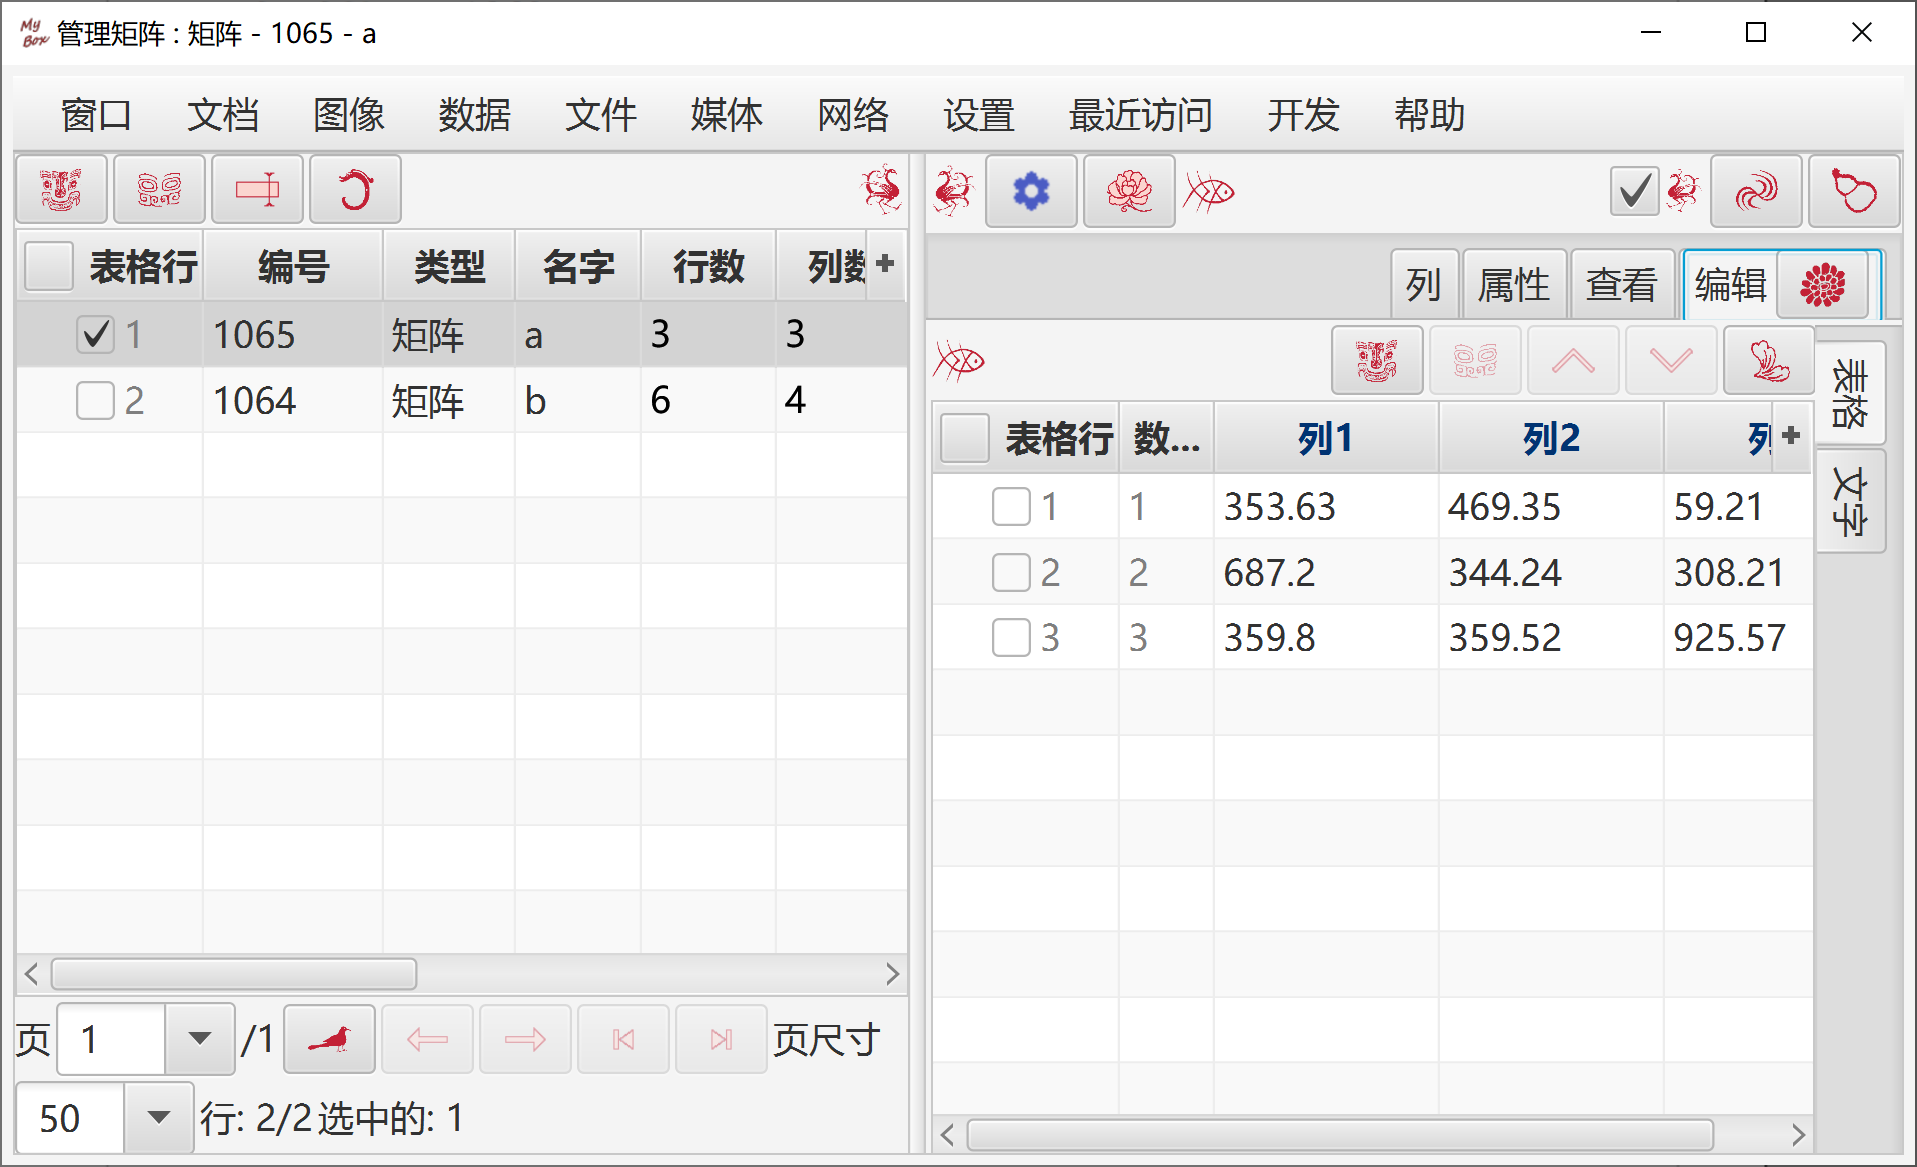 My Box 管理矩阵 : 矩阵 - 1065 - a
窗口 文档 图像 数据 文件 媒体 网络 设置 最近访问 开发 帮助
表格行 编号 类型 名字 行数 列数
1 1065 矩阵 a 3 3
2 1064 矩阵 b 6 4
页 1 /1 页尺寸
50 行: 2/2 选中的: 1
列 属性 查看 编辑
表格行 数... 列1 列2 列
1 1 353.63 469.35 59.21
2 2 687.2 344.24 308.21
3 3 359.8 359.52 925.57
表格
文字